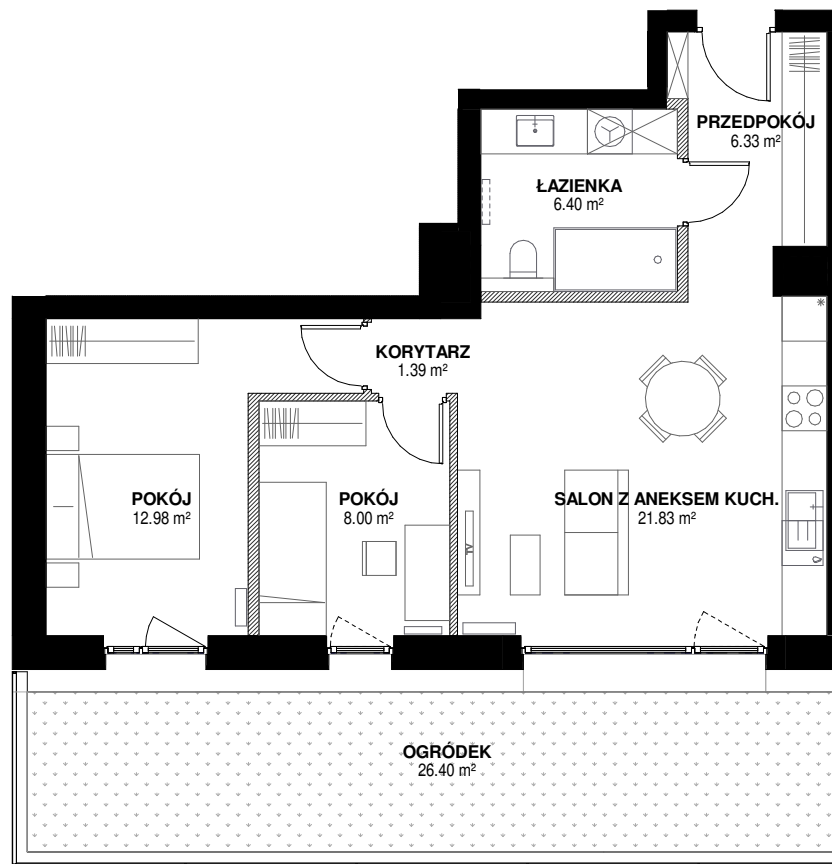 PRZEDPOKÓJ
6.33 m²
ŁAZIENKA
6.40 m²
KORYTARZ
1.39 m²
POKÓJ
12.98 m²
POKÓJ
8.00 m²
SALON Z ANEKSEM KUCH.
21.83 m²
TV
OGRÓDEK
26.40 m²